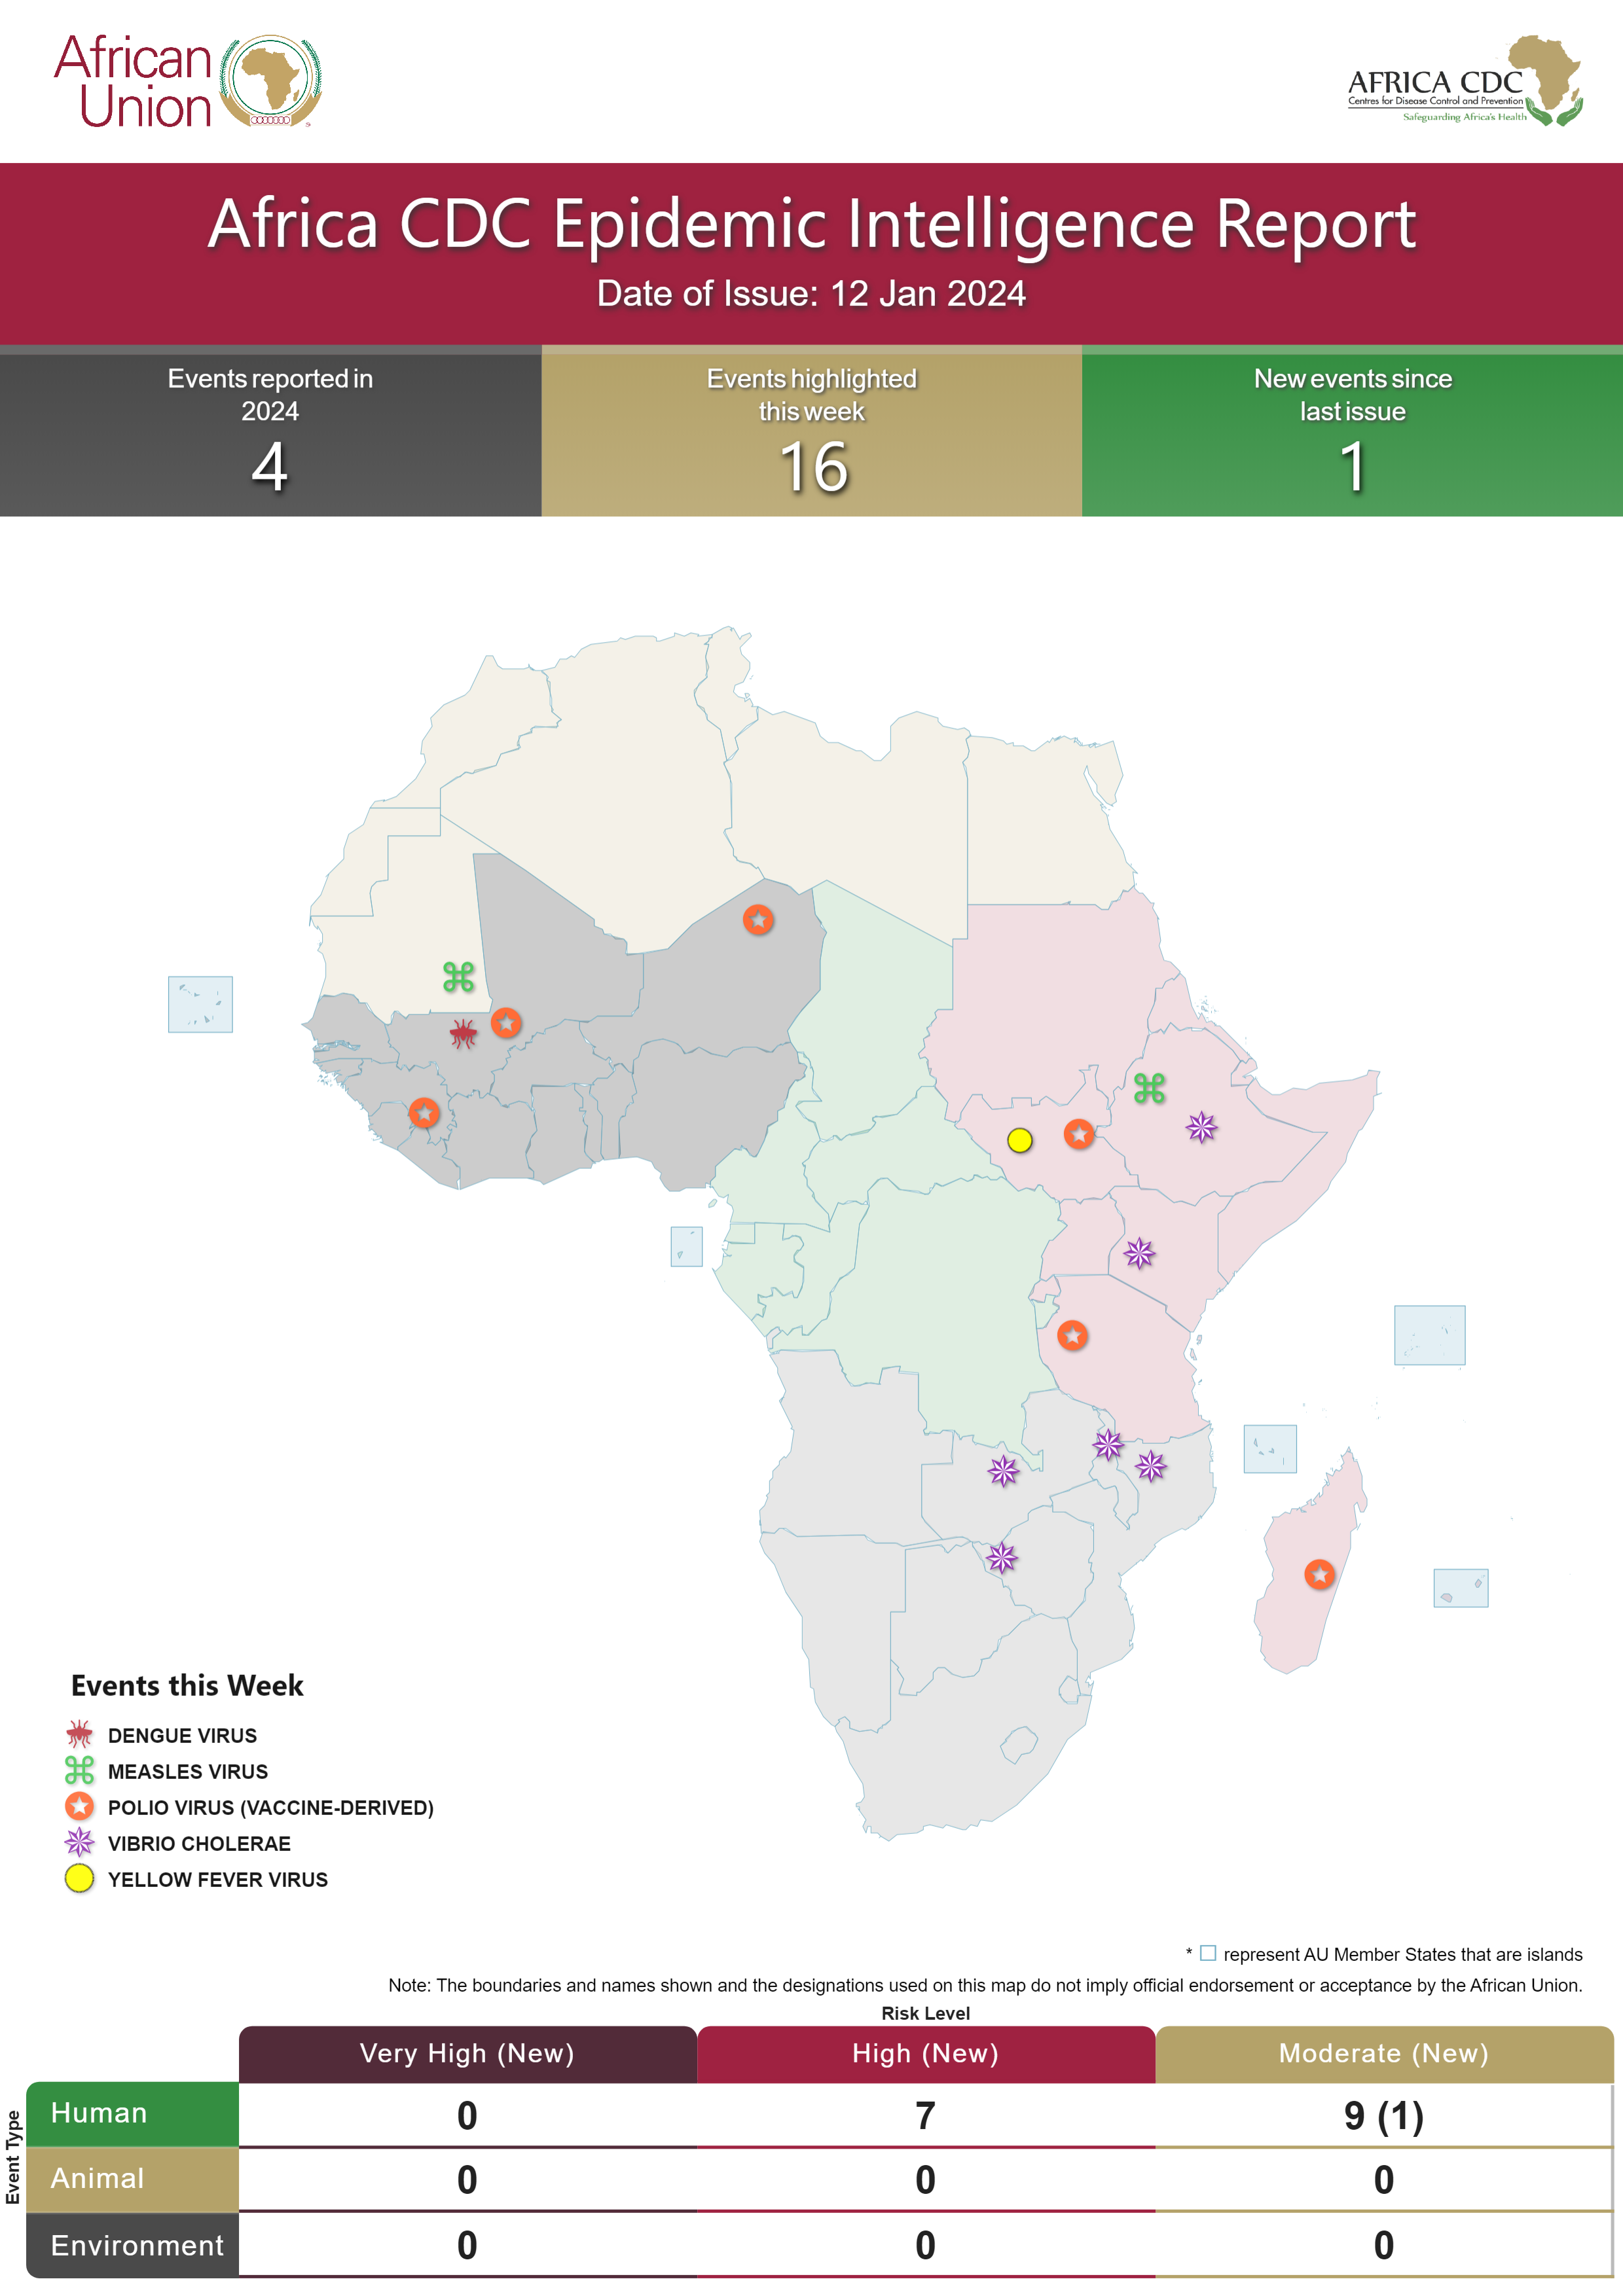 African
Union
AFRICA CDC
Centres for Disease Control and Prevention
Safeguarding Africa's Health
Africa CDC Epidemic Intelligence Report
Date of Issue: 12 Jan 2024
Events reported in
2024
4
Events highlighted
this week
16
New events since
last issue
1
Events this Week
DENGUE VIRUS
MEASLES VIRUS
POLIO VIRUS (VACCINE-DERIVED)
VIBRIO CHOLERAE
YELLOW FEVER VIRUS
* □ represent AU Member States that are islands
Note: The boundaries and names shown and the designations used on this map do not imply official endorsement or acceptance by the African Union.
Risk Level
Very High (New) High (New) Moderate (New)
Event Type
Human 0 7 9 (1)
Animal 0 0 0
Environment 0 0 0